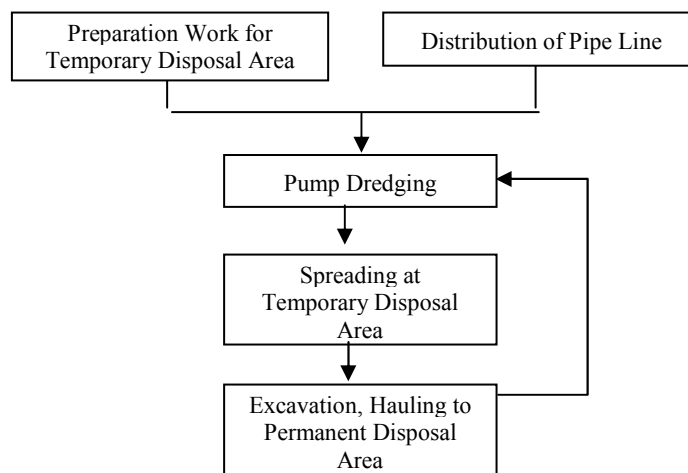 Preparation Work for
Temporary Disposal Area
Distribution of Pipe Line
Pump Dredging
Spreading at
Temporary Disposal
Area
Excavation, Hauling to
Permanent Disposal
Area